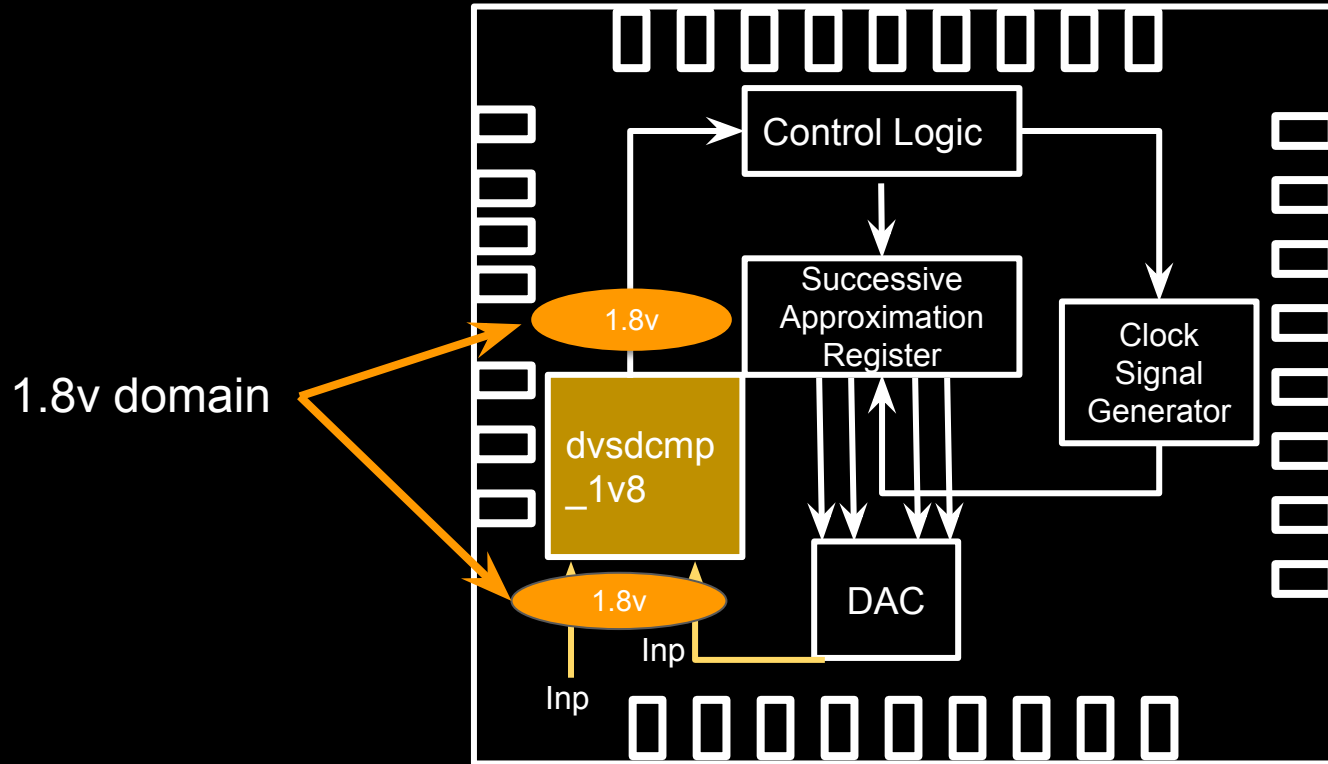 Control Logic
Successive
Approximation
Register
1.8v
Clock
Signal
Generator
1.8v domain
dvsdcmp
_1v8
1.8v
DAC
Inp
Inp